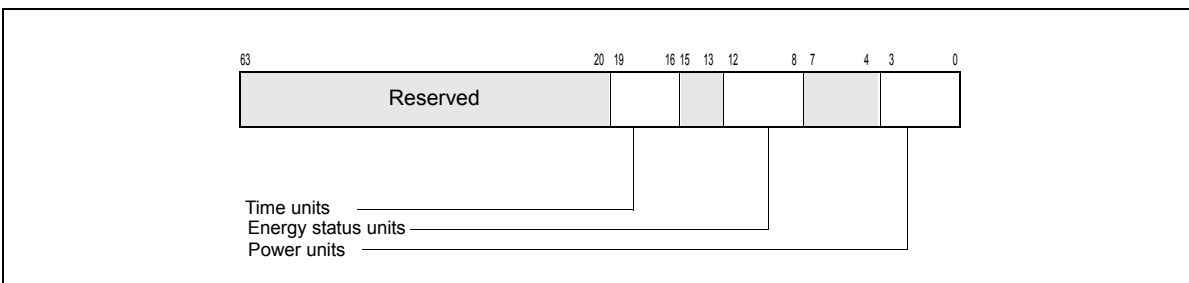 63 20 19 16 15 13 12 8 7 4 3 0
Reserved
Time units
Energy status units
Power units